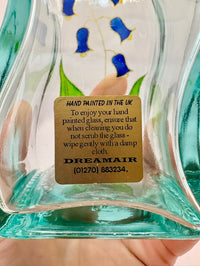 HAND PAINTED IN THE UK
To enjoy your hand
painted glass, ensure that
when cleaning you do
not scrub the glass -
wipe gently with a damp
cloth.
DREAMAIR
(01270) 883234.